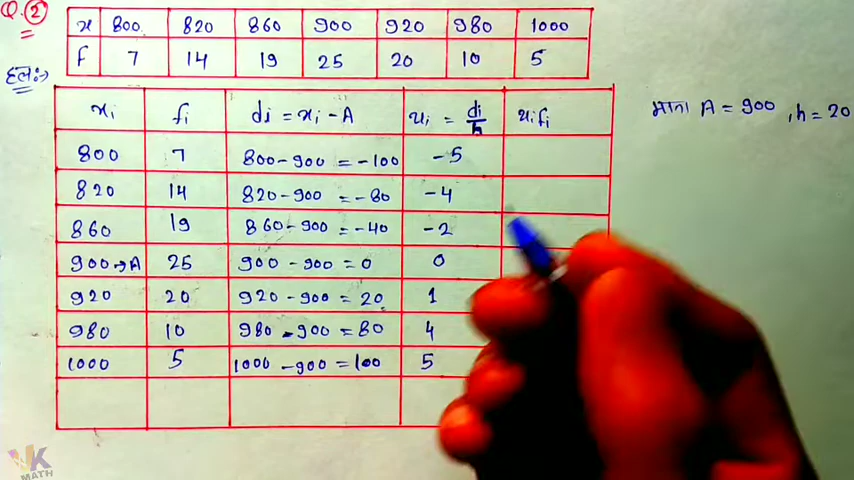 Q. 2
x 800 820 860 900 920 980 1000
f 7 14 19 25 20 10 5
हल:-
माना A = 900, h = 20
xi fi di = xi - A ui = di/h uifi
800 7 800-900 = -100 -5
820 14 820-900 = -80 -4
860 19 860-900 = -40 -2
900→A 25 900-900 = 0 0
920 20 920-900 = 20 1
980 10 980-900 = 80 4
1000 5 1000-900 = 100 5
VK
MATH